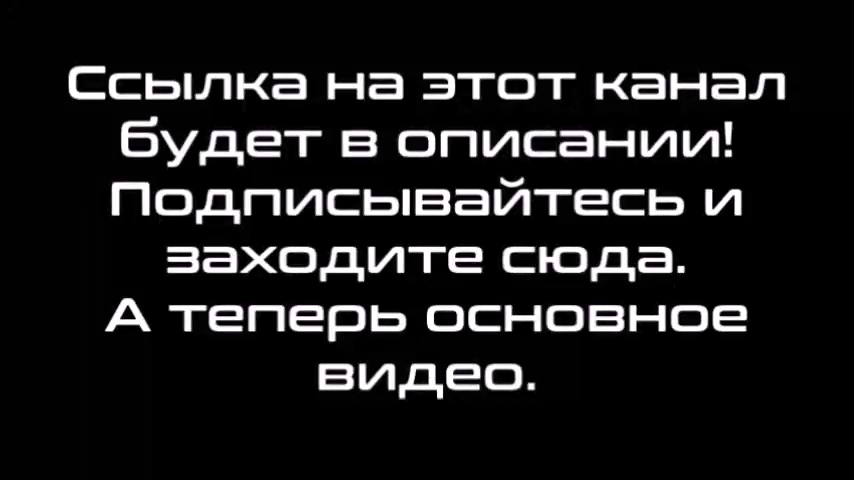 Ссылка на этот канал
будет в описании!
Подписывайтесь и
заходите сюда.
А теперь основное
видео.